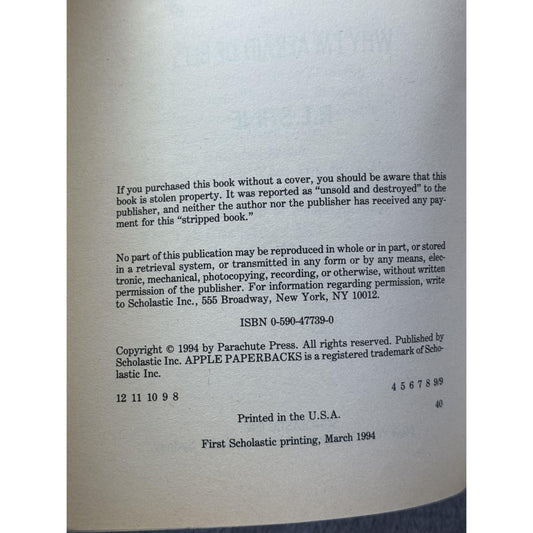 If you purchased this book without a cover, you should be aware that this
book is stolen property. It was reported as “unsold and destroyed” to the
publisher, and neither the author nor the publisher has received any pay-
ment for this “stripped book.”
No part of this publication may be reproduced in whole or in part, or stored
in a retrieval system, or transmitted in any form or by any means, elec-
tronic, mechanical, photocopying, recording, or otherwise, without written
permission of the publisher. For information regarding permission, write
to Scholastic Inc., 555 Broadway, New York, NY 10012.
ISBN 0-590-47739-0
Copyright © 1994 by Parachute Press. All rights reserved. Published by
Scholastic Inc. APPLE PAPERBACKS is a registered trademark of Scho-
lastic Inc.
12 11 10 9 8 4 5 6 7 8 9/9
Printed in the U.S.A. 40
First Scholastic printing, March 1994